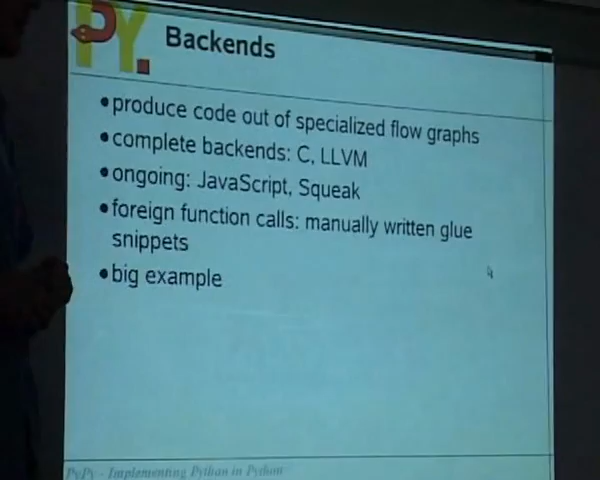 PY.
Backends
•produce code out of specialized flow graphs
•complete backends: C, LLVM
•ongoing: JavaScript, Squeak
•foreign function calls: manually written glue
snippets
•big example
PyPy - Implementing Python in Python